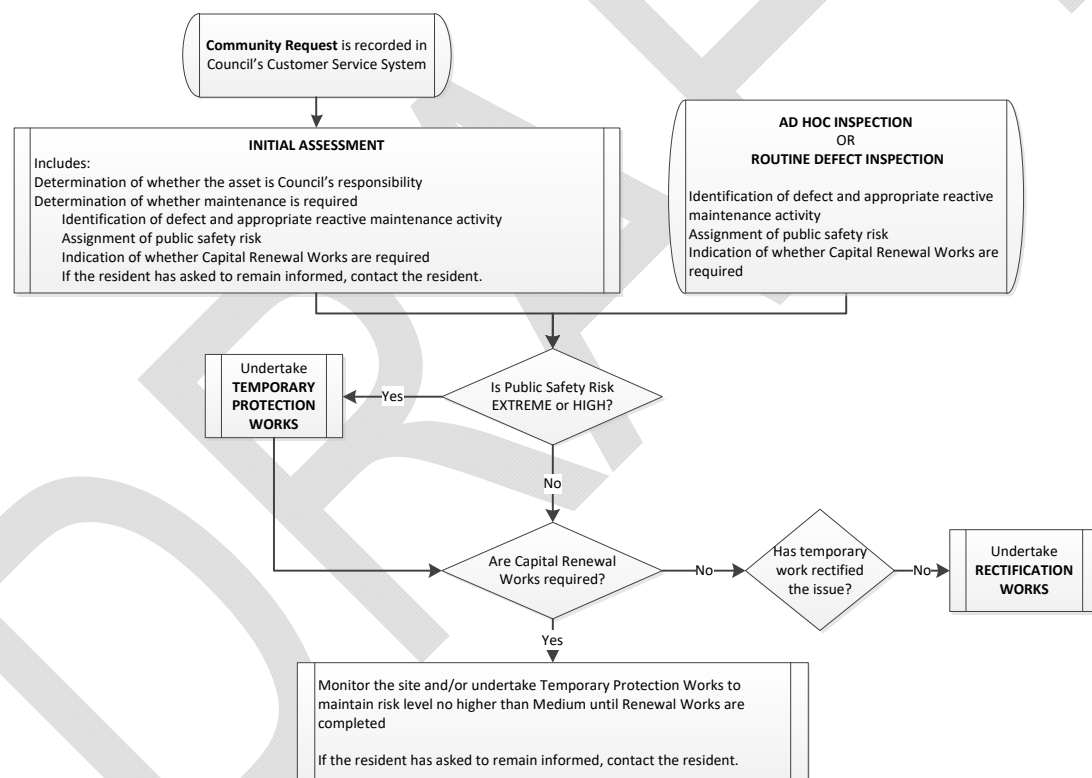 Community Request is recorded in
Council's Customer Service System
INITIAL ASSESSMENT
Includes:
Determination of whether the asset is Council's responsibility
Determination of whether maintenance is required
Identification of defect and appropriate reactive maintenance activity
Assignment of public safety risk
Indication of whether Capital Renewal Works are required
If the resident has asked to remain informed, contact the resident.
AD HOC INSPECTION
OR
ROUTINE DEFECT INSPECTION
Identification of defect and appropriate reactive
maintenance activity
Assignment of public safety risk
Indication of whether Capital Renewal Works are
required
Is Public Safety Risk
EXTREME or HIGH?
Yes
Undertake
TEMPORARY
PROTECTION
WORKS
No
Are Capital Renewal
Works required?
No
Has temporary
work rectified
the issue?
No
Undertake
RECTIFICATION
WORKS
Yes
Monitor the site and/or undertake Temporary Protection Works to
maintain risk level no higher than Medium until Renewal Works are
completed
If the resident has asked to remain informed, contact the resident.
DRAF